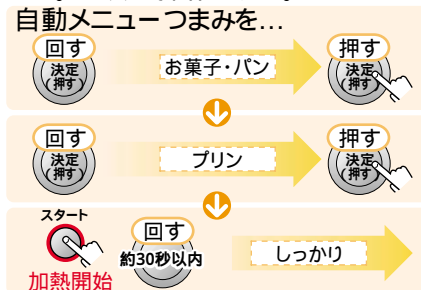 自動メニューつまみを…
回す
決定
(押す)
お菓子・パン
押す
決定
(押す)
回す
決定
(押す)
プリン
押す
決定
(押す)
スタート
加熱開始
回す
約30秒以内
しっかり